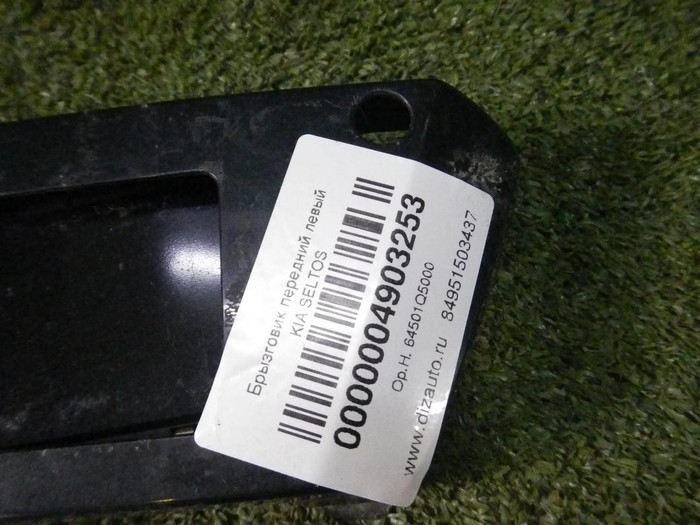 Брызговик передний левый
KIA SELTOS
0000004903253
Ор.Н. 64501Q5000
www.dizauto.ru 84951503437